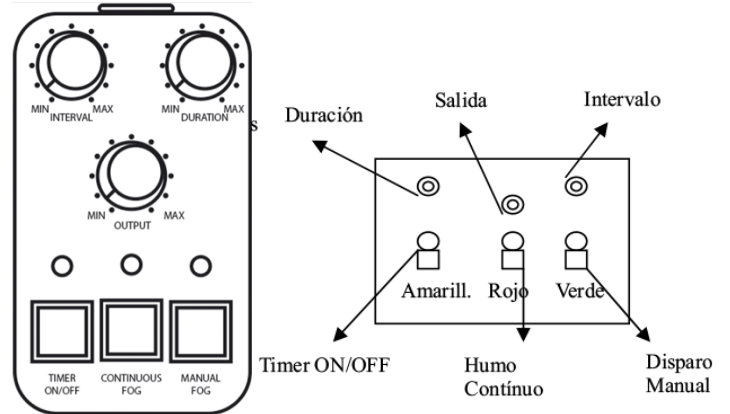 MIN MAX
INTERVAL
MIN MAX
DURATION
MIN MAX
OUTPUT
TIMER
ON/OFF
CONTINUOUS
FOG
MANUAL
FOG
s
Duración
Salida
Intervalo
Amarill. Rojo Verde
Timer ON/OFF
Humo
Contínuo
Disparo
Manual